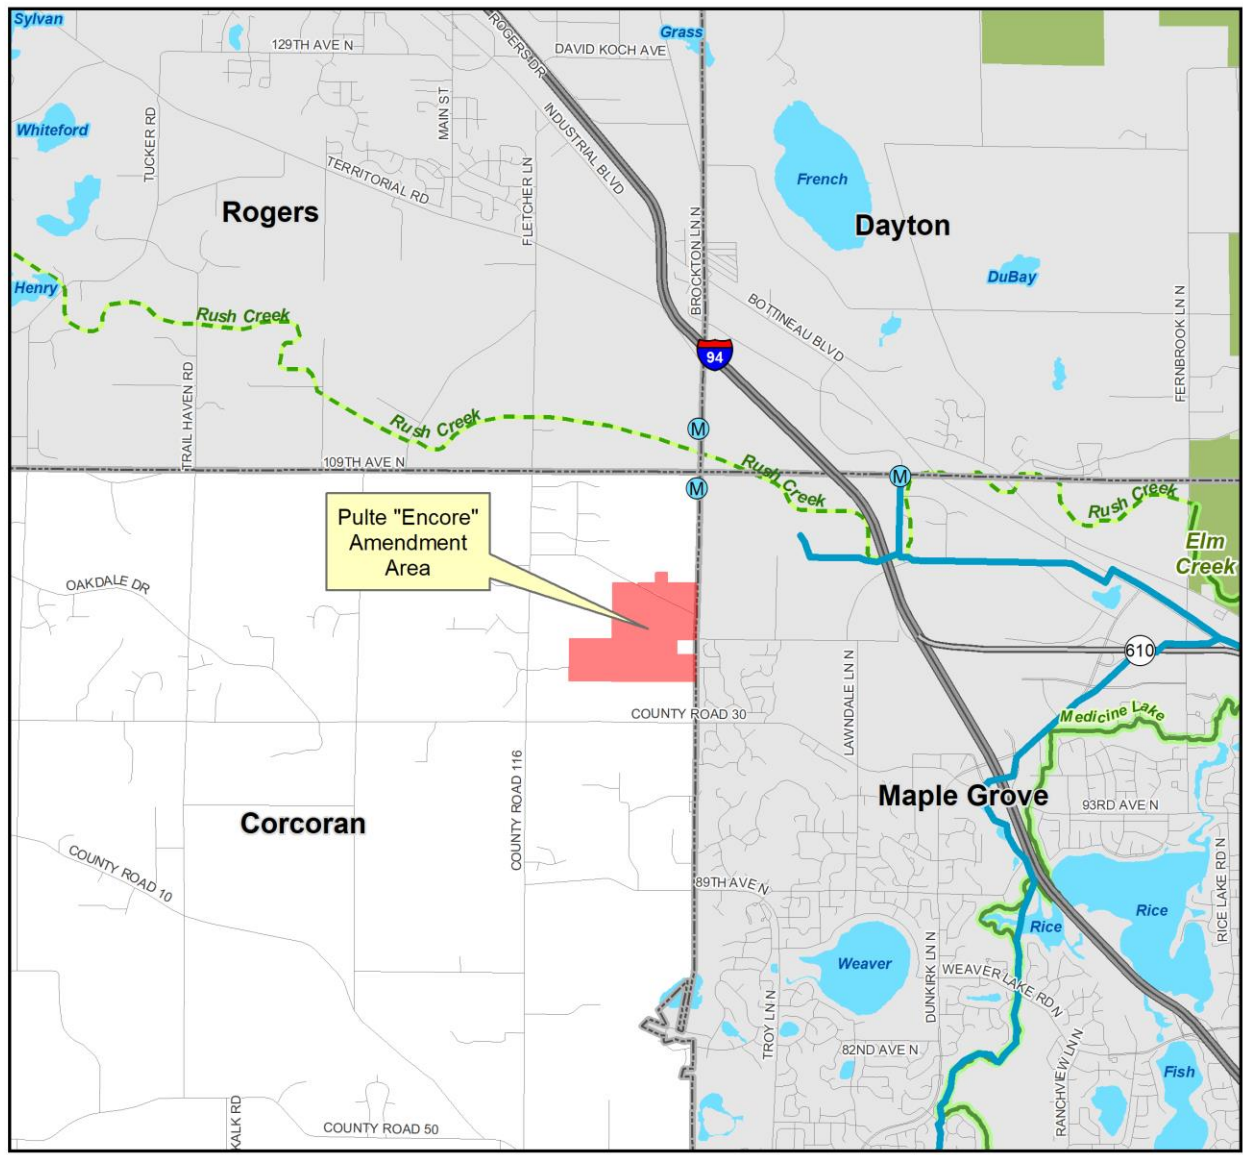 Sylvan
129TH AVE N
ROGERS DR
DAVID KOCH AVE
Grass
Whiteford
TUCKER RD
MAIN ST
INDUSTRIAL BLVD
TERRITORIAL RD
FLETCHER LN
BROCKTON LN N
French
Rogers
Dayton
DuBay
Henry
Rush Creek
BOTTINEAU BLVD
FERNBROOK LN N
94
TRAIL HAVEN RD
Rush Creek
M
109TH AVE N
Rush Creek
M
M
Rush Creek
Pulte "Encore"
Amendment
Area
Elm
Creek
OAKDALE DR
610
LAWNDALE LN N
COUNTY ROAD 30
Medicine Lake
COUNTY ROAD 116
Maple Grove
93RD AVE N
Corcoran
COUNTY ROAD 10
89TH AVE N
RICE LAKE RD N
Rice
Rice
Weaver
DUNKIRK LN N
WEAVER LAKE RD N
TROY LN N
82ND AVE N
RANCHVIEW LN N
Fish
KALK RD
COUNTY ROAD 50